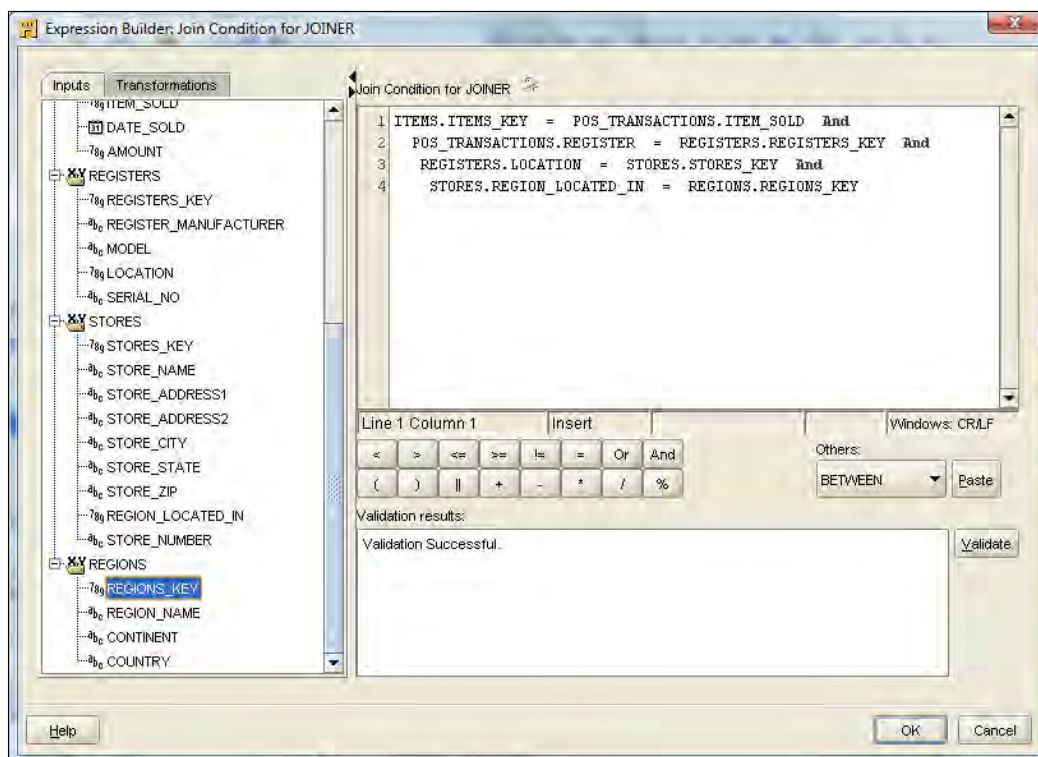 Expression Builder: Join Condition for JOINER
Inputs Transformations
ITEM_SOLD
DATE_SOLD
AMOUNT
REGISTERS
REGISTERS_KEY
REGISTER_MANUFACTURER
MODEL
LOCATION
SERIAL_NO
STORES
STORES_KEY
STORE_NAME
STORE_ADDRESS1
STORE_ADDRESS2
STORE_CITY
STORE_STATE
STORE_ZIP
REGION_LOCATED_IN
STORE_NUMBER
REGIONS
REGIONS_KEY
REGION_NAME
CONTINENT
COUNTRY
Join Condition for JOINER
1 ITEMS.ITEMS_KEY = POS_TRANSACTIONS.ITEM_SOLD And
2 POS_TRANSACTIONS.REGISTER = REGISTERS.REGISTERS_KEY And
3 REGISTERS.LOCATION = STORES.STORES_KEY And
4 STORES.REGION_LOCATED_IN = REGIONS.REGIONS_KEY
Line 1 Column 1 Insert Windows: CR/LF
< > <= >= != = Or And
( ) || + - * / %
Others:
BETWEEN Paste
Validation results:
Validation Successful.
Validate
Help OK Cancel